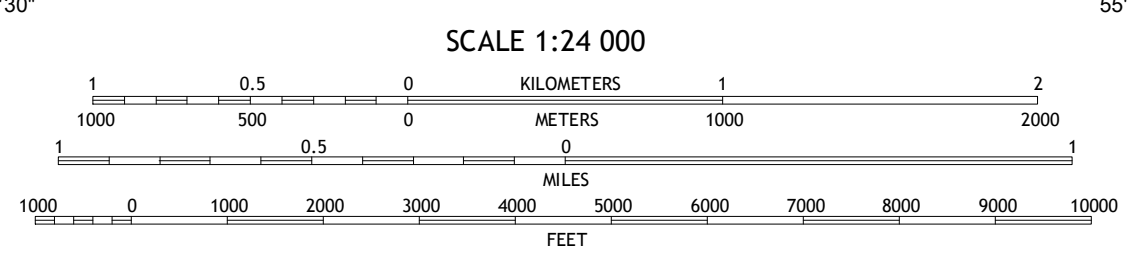 '30" 55'
SCALE 1:24 000
1 0.5 0 KILOMETERS 1 2
1000 500 0 METERS 1000 2000
1 0.5 0 1
MILES
1000 0 1000 2000 3000 4000 5000 6000 7000 8000 9000 10000
FEET